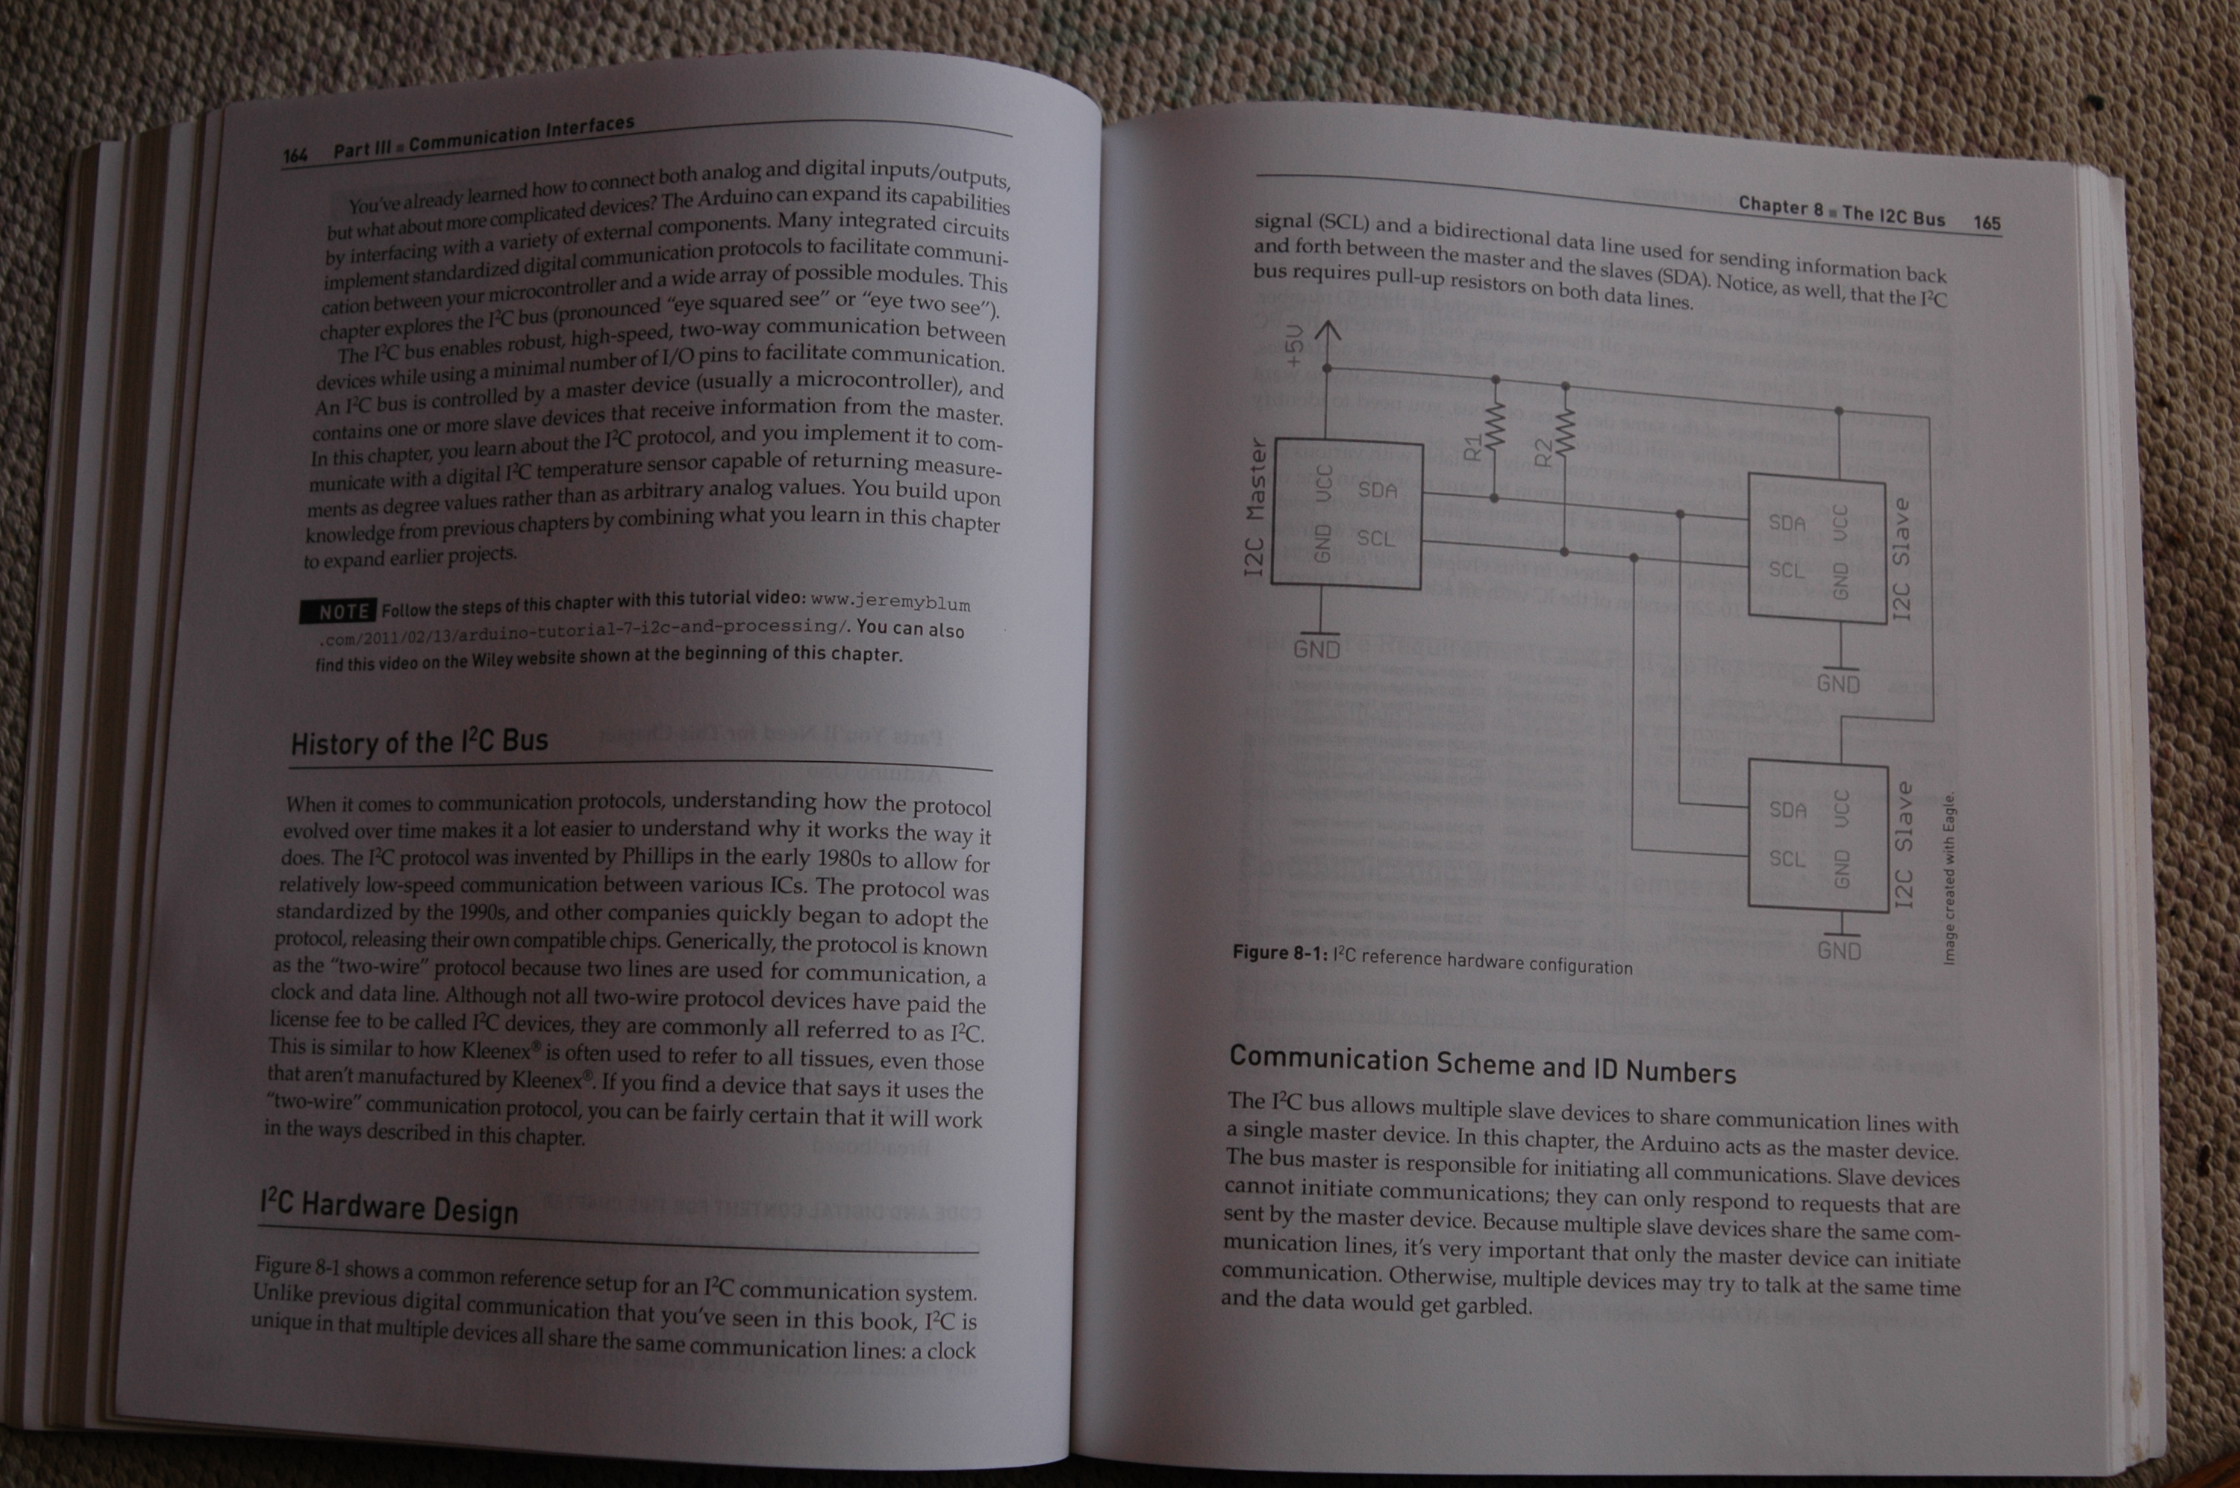 164 Part III ■ Communication Interfaces
You've already learned how to connect both analog and digital inputs/outputs,
but what about more complicated devices? The Arduino can expand its capabilities
by interfacing with a variety of external components. Many integrated circuits
implement standardized digital communication protocols to facilitate communi-
cation between your microcontroller and a wide array of possible modules. This
chapter explores the I²C bus (pronounced “eye squared see” or “eye two see”).
The I²C bus enables robust, high-speed, two-way communication between
devices while using a minimal number of I/O pins to facilitate communication.
An I²C bus is controlled by a master device (usually a microcontroller), and
contains one or more slave devices that receive information from the master.
In this chapter, you learn about the I²C protocol, and you implement it to com-
municate with a digital I²C temperature sensor capable of returning measure-
ments as degree values rather than as arbitrary analog values. You build upon
knowledge from previous chapters by combining what you learn in this chapter
to expand earlier projects.
NOTE Follow the steps of this chapter with this tutorial video: www.jeremyblum
.com/2011/02/13/arduino-tutorial-7-i2c-and-processing/. You can also
find this video on the Wiley website shown at the beginning of this chapter.
History of the I²C Bus
When it comes to communication protocols, understanding how the protocol
evolved over time makes it a lot easier to understand why it works the way it
does. The I²C protocol was invented by Phillips in the early 1980s to allow for
relatively low-speed communication between various ICs. The protocol was
standardized by the 1990s, and other companies quickly began to adopt the
protocol, releasing their own compatible chips. Generically, the protocol is known
as the “two-wire” protocol because two lines are used for communication, a
clock and data line. Although not all two-wire protocol devices have paid the
license fee to be called I²C devices, they are commonly all referred to as I²C.
This is similar to how Kleenex® is often used to refer to all tissues, even those
that aren't manufactured by Kleenex®. If you find a device that says it uses the
“two-wire” communication protocol, you can be fairly certain that it will work
in the ways described in this chapter.
I²C Hardware Design
Figure 8-1 shows a common reference setup for an I²C communication system.
Unlike previous digital communication that you've seen in this book, I²C is
unique in that multiple devices all share the same communication lines: a clock
Chapter 8 ■ The I2C Bus 165
signal (SCL) and a bidirectional data line used for sending information back
and forth between the master and the slaves (SDA). Notice, as well, that the I²C
bus requires pull-up resistors on both data lines.
+5V
R1
R2
I2C Master
VCC
GND
SDA
SCL
GND
SDA
SCL
VCC
GND
I2C Slave
GND
SDA
SCL
VCC
GND
I2C Slave
GND
Image created with Eagle.
Figure 8-1: I²C reference hardware configuration
Communication Scheme and ID Numbers
The I²C bus allows multiple slave devices to share communication lines with
a single master device. In this chapter, the Arduino acts as the master device.
The bus master is responsible for initiating all communications. Slave devices
cannot initiate communications; they can only respond to requests that are
sent by the master device. Because multiple slave devices share the same com-
munication lines, it's very important that only the master device can initiate
communication. Otherwise, multiple devices may try to talk at the same time
and the data would get garbled.